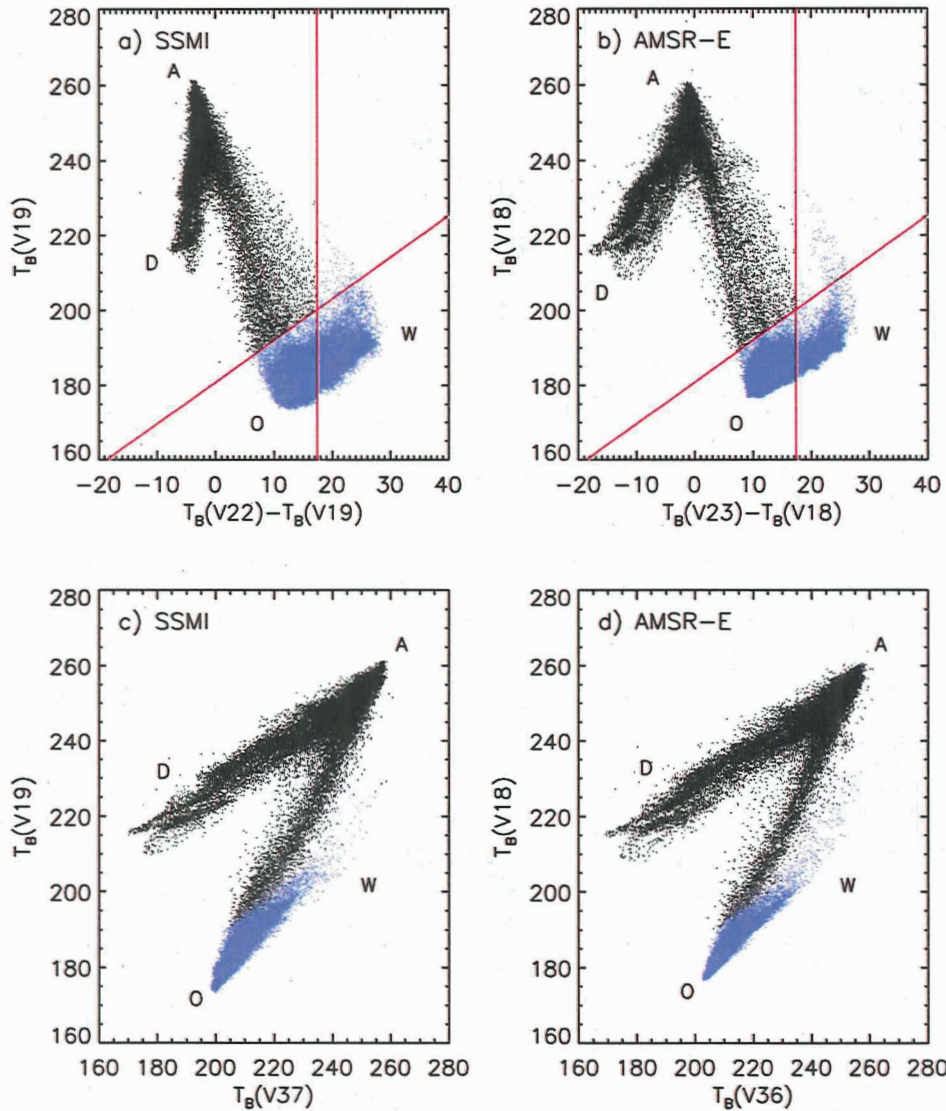 a) SSMI
A
D
O
W
280
260
240
220
200
180
160
T_B(V19)
-20 -10 0 10 20 30 40
T_B(V22)-T_B(V19)
b) AMSR-E
A
D
O
W
280
260
240
220
200
180
160
T_B(V18)
-20 -10 0 10 20 30 40
T_B(V23)-T_B(V18)
c) SSMI
A
D
W
O
280
260
240
220
200
180
160
T_B(V19)
160 180 200 220 240 260 280
T_B(V37)
d) AMSR-E
A
D
W
O
280
260
240
220
200
180
160
T_B(V18)
160 180 200 220 240 260 280
T_B(V36)